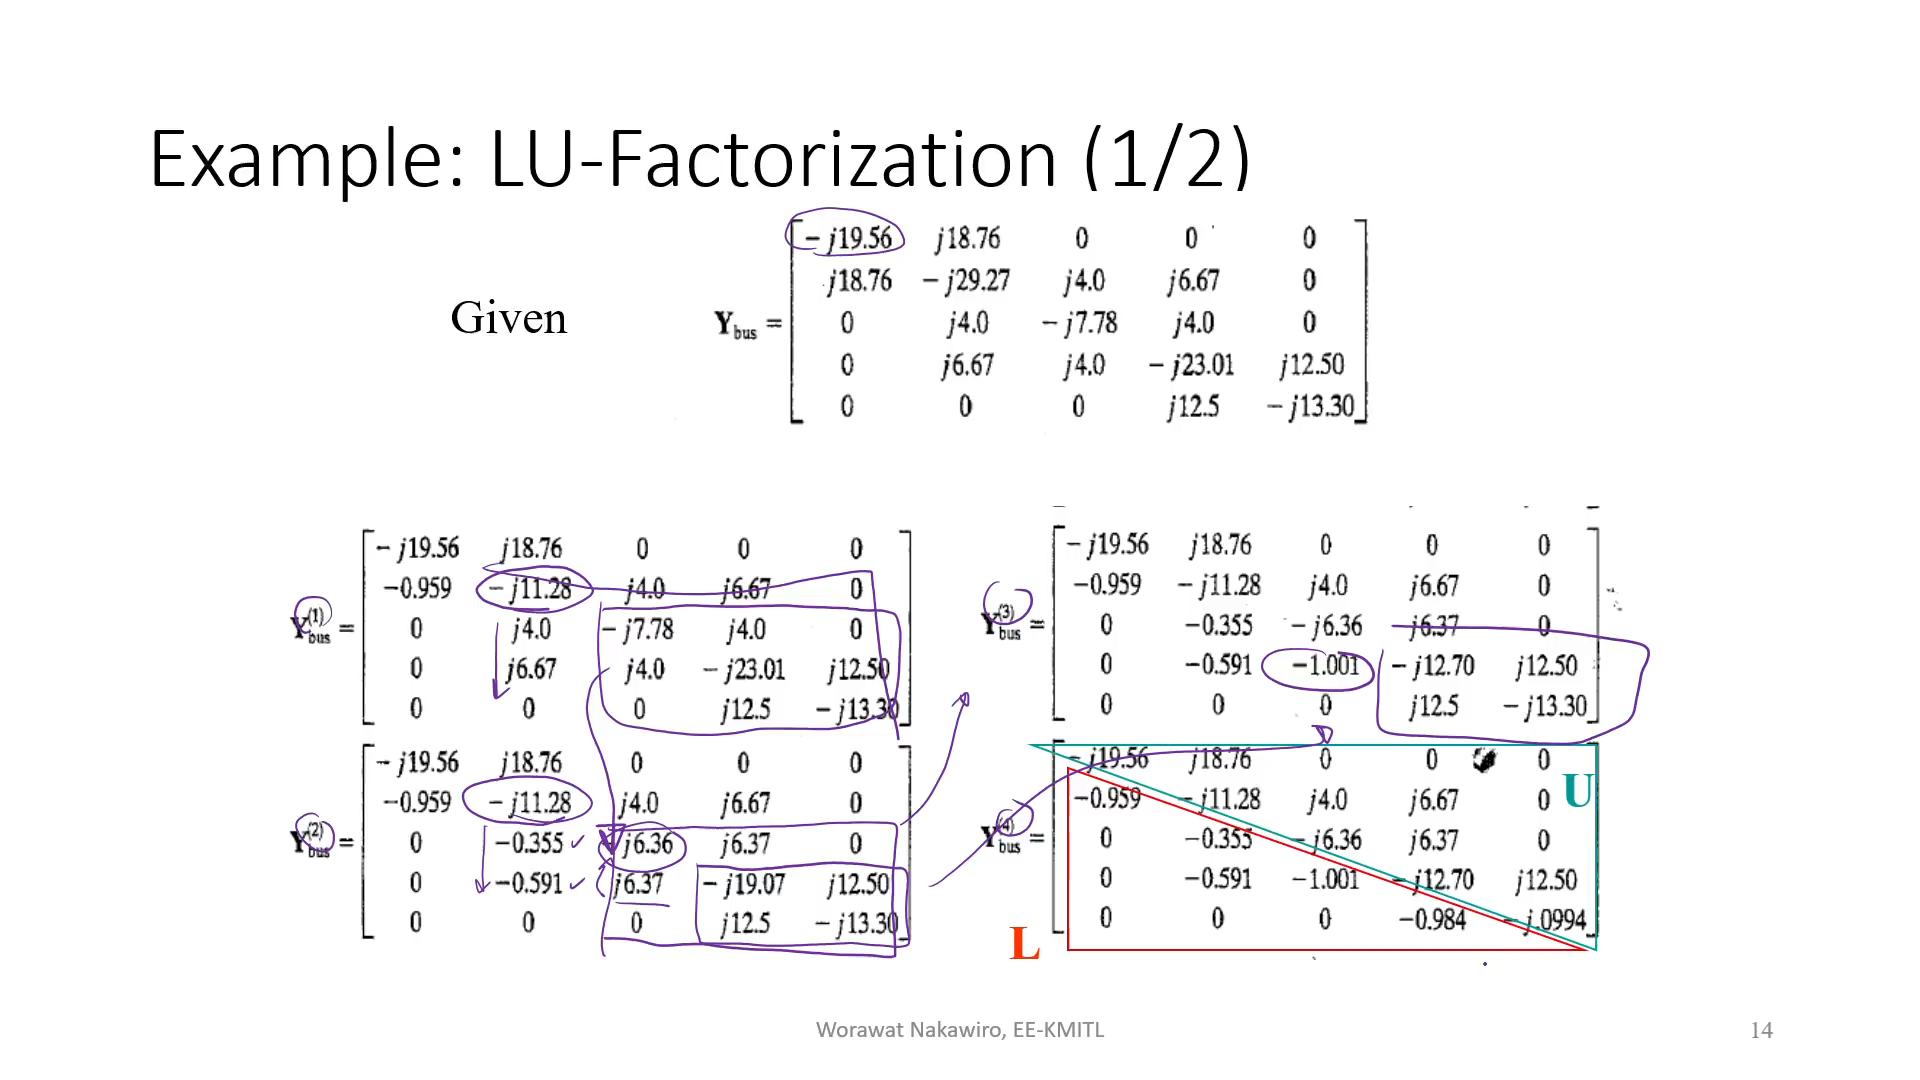 Example: LU-Factorization (1/2)
Given
Y_bus =
- j19.56 j18.76 0 0 0
j18.76 - j29.27 j4.0 j6.67 0
0 j4.0 - j7.78 j4.0 0
0 j6.67 j4.0 - j23.01 j12.50
0 0 0 j12.5 - j13.30
Y_bus^(1) =
- j19.56 j18.76 0 0 0
-0.959 - j11.28 j4.0 j6.67 0
0 j4.0 - j7.78 j4.0 0
0 j6.67 j4.0 - j23.01 j12.50
0 0 0 j12.5 - j13.30
Y_bus^(2) =
- j19.56 j18.76 0 0 0
-0.959 - j11.28 j4.0 j6.67 0
0 -0.355 j6.36 j6.37 0
0 -0.591 j6.37 - j19.07 j12.50
0 0 0 j12.5 - j13.30
Y_bus^(3) =
- j19.56 j18.76 0 0 0
-0.959 - j11.28 j4.0 j6.67 0
0 -0.355 - j6.36 j6.37 0
0 -0.591 -1.001 - j12.70 j12.50
0 0 0 j12.5 - j13.30
Y_bus^(4) =
- j19.56 j18.76 0 0 0
-0.959 - j11.28 j4.0 j6.67 0
0 -0.355 - j6.36 j6.37 0
0 -0.591 -1.001 - j12.70 j12.50
0 0 0 -0.984 - j.0994
U
L
Worawat Nakawiro, EE-KMITL
14